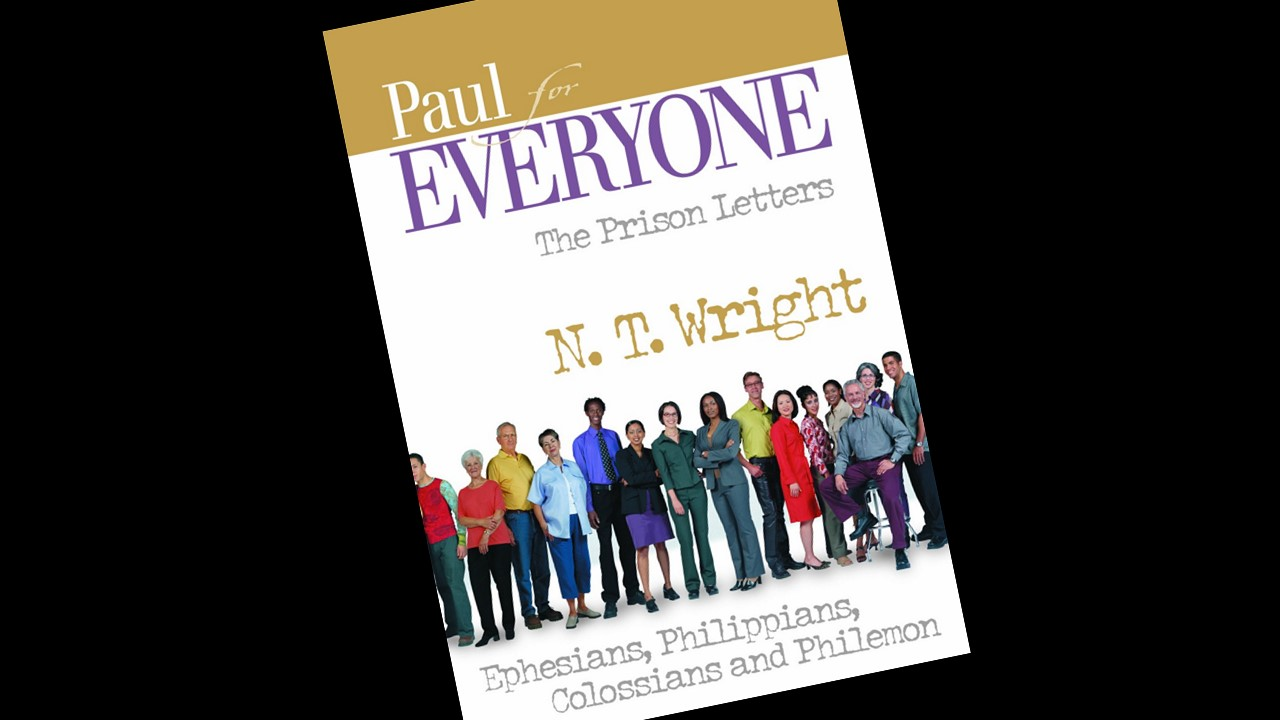 Paul for
EVERYONE
The Prison Letters
N. T. Wright
Ephesians, Philippians,
Colossians and Philemon